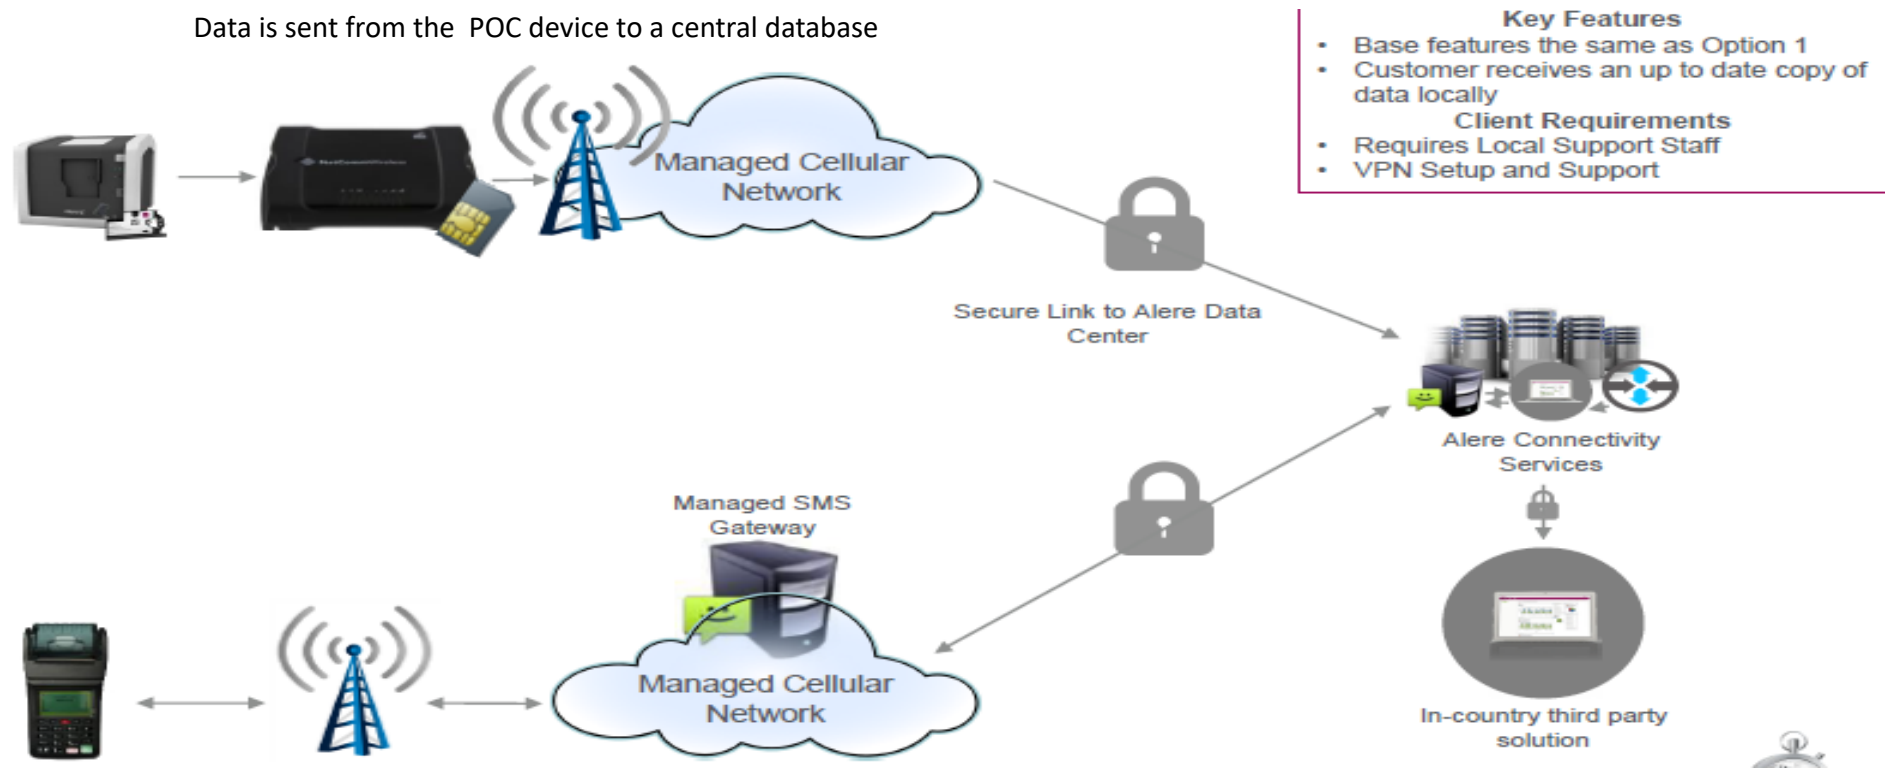 Data is sent from the  POC device to a central database
Key Features
• Base features the same as Option 1
• Customer receives an up to date copy of
data locally
Client Requirements
• Requires Local Support Staff
• VPN Setup and Support
Managed Cellular
Network
Secure Link to Alere Data
Center
Alere Connectivity
Services
Managed SMS
Gateway
Managed Cellular
Network
In-country third party
solution